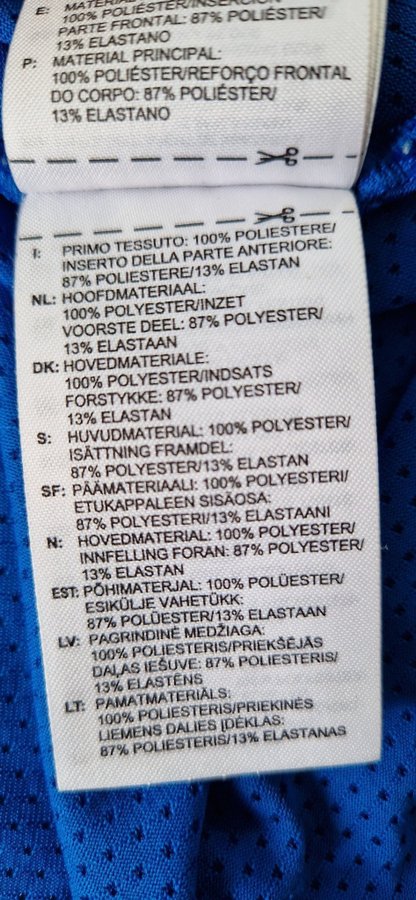 E: MATERIAL
100% POLIÉSTER/INSERCIÓN
PARTE FRONTAL: 87% POLIÉSTER/
13% ELASTANO
P: MATERIAL PRINCIPAL:
100% POLIÉSTER/REFORÇO FRONTAL
DO CORPO: 87% POLIÉSTER/
13% ELASTANO
I: PRIMO TESSUTO: 100% POLIESTERE/
INSERTO DELLA PARTE ANTERIORE:
87% POLIESTERE/13% ELASTAN
NL: HOOFDMATERIAAL:
100% POLYESTER/INZET
VOORSTE DEEL: 87% POLYESTER/
13% ELASTAAN
DK: HOVEDMATERIALE:
100% POLYESTER/INDSATS
FORSTYKKE: 87% POLYESTER/
13% ELASTAN
S: HUVUDMATERIAL: 100% POLYESTER/
ISÄTTNING FRAMDEL:
87% POLYESTER/13% ELASTAN
SF: PÄÄMATERIAALI: 100% POLYESTERI/
ETUKAPPALEEN SISÄOSA:
87% POLYESTERI/13% ELASTAANI
N: HOVEDMATERIAL: 100% POLYESTER/
INNFELLING FORAN: 87% POLYESTER/
13% ELASTAN
EST: PÕHIMATERJAL: 100% POLÜESTER/
ESIKÜLJE VAHETÜKK:
87% POLÜESTER/13% ELASTAAN
LV: PAGRINDINĖ MEDŽIAGA:
100% POLIESTERIS/PRIEKŠĒJĀS
DAĻAS IEŠUVE: 87% POLIESTERIS/
13% ELASTĒNS
LT: PAMATMATERIĀLS:
100% POLIESTERIS/PRIEKINĖS
LIEMENS DALIES ĮDĖKLAS:
87% POLIESTERIS/13% ELASTANAS